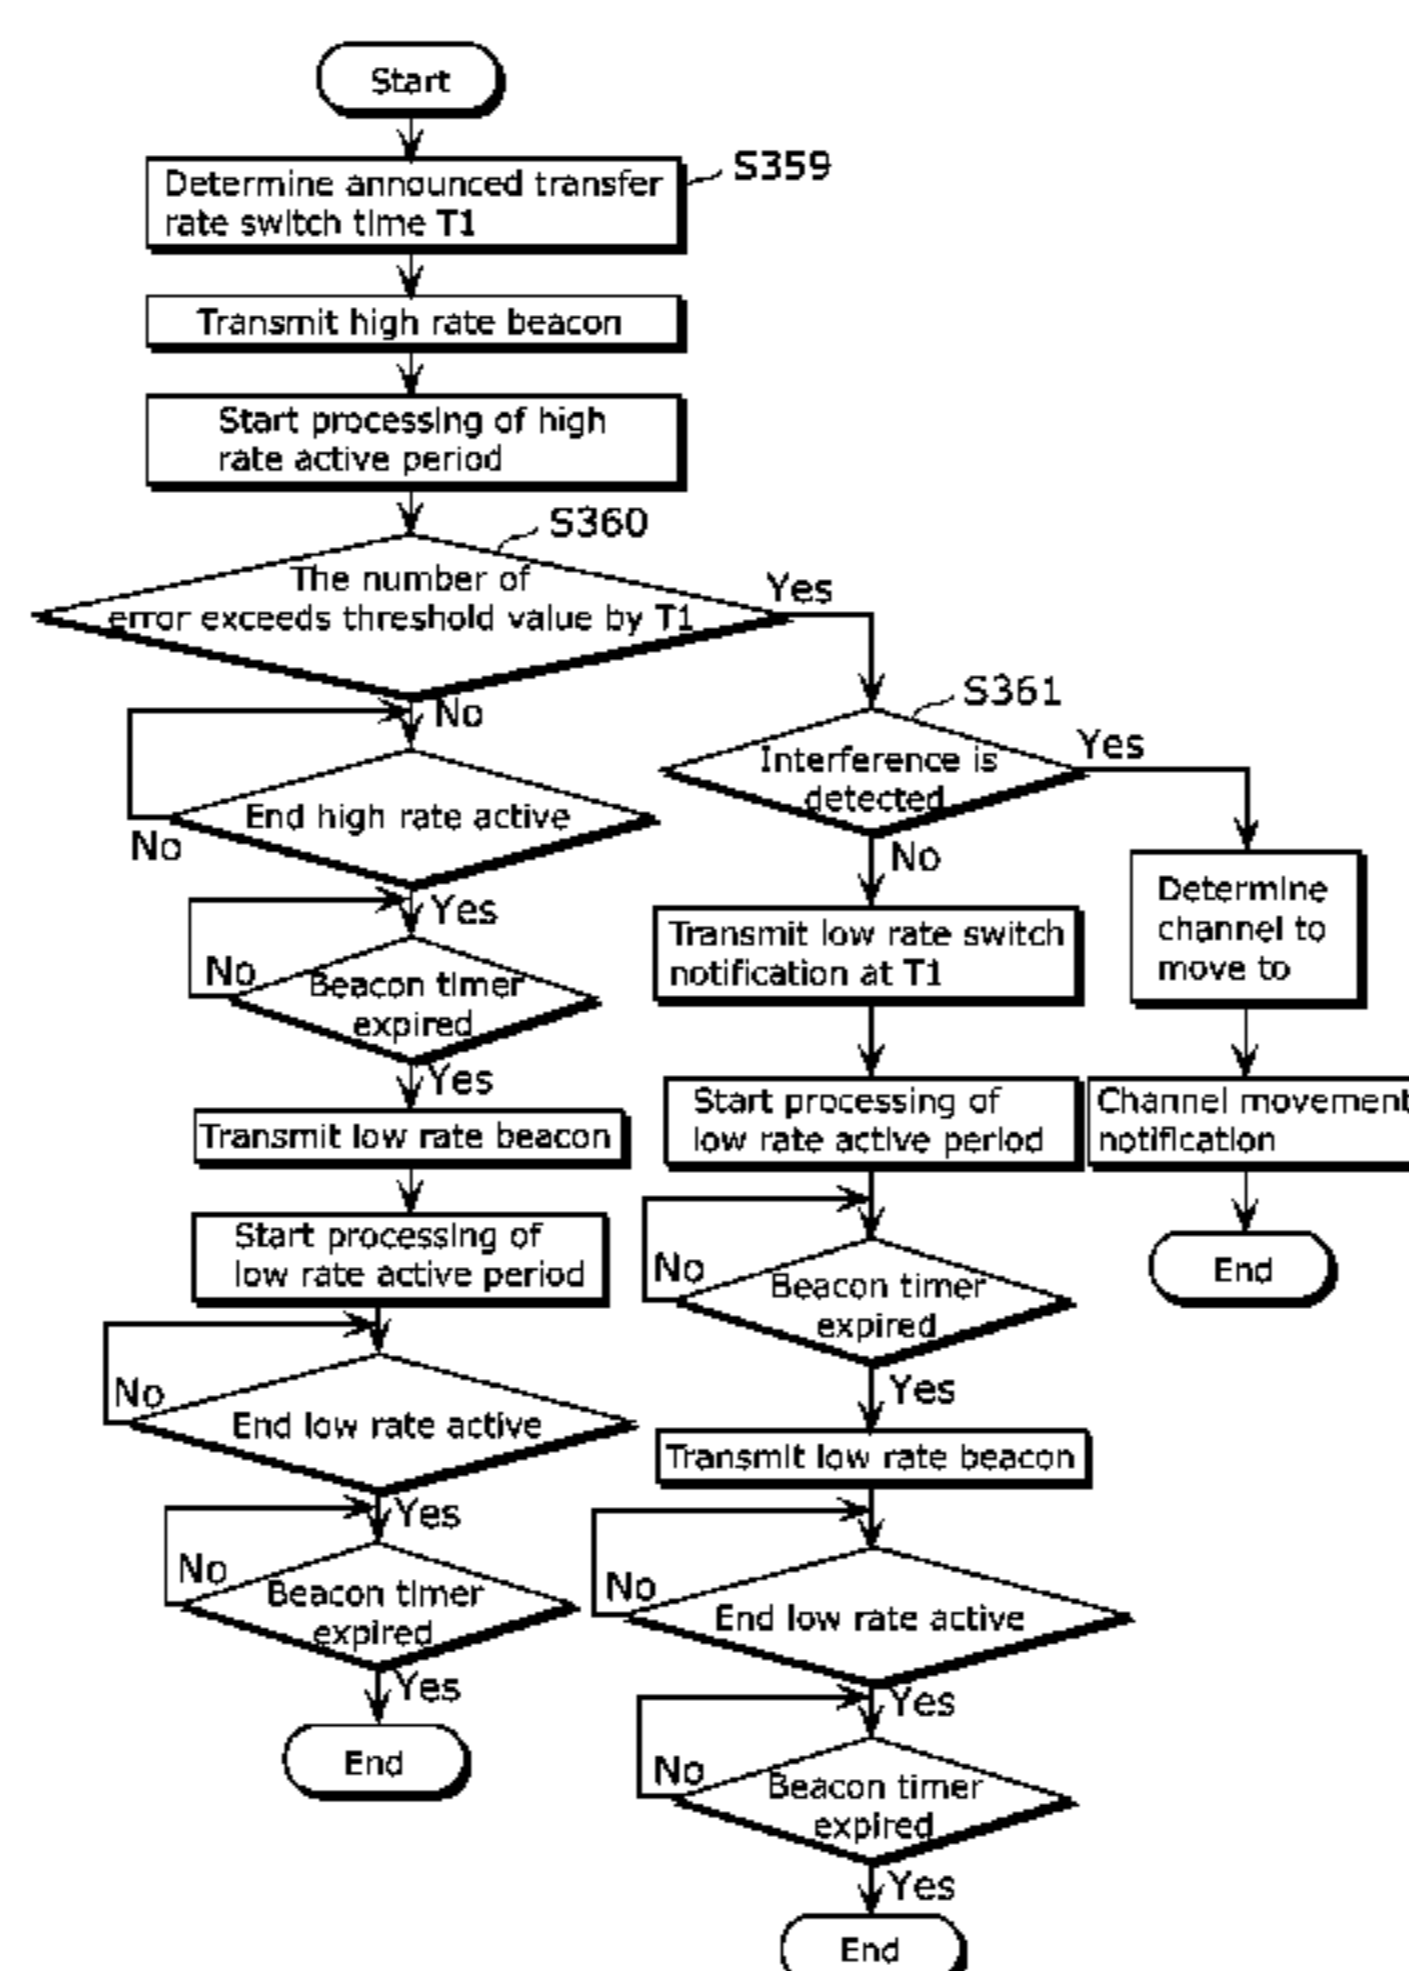 Start
S359
Determine announced transfer
rate switch time T1
Transmit high rate beacon
Start processing of high
rate active period
S360
The number of
error exceeds threshold value by T1
Yes
No
End high rate active
No
Yes
No
Beacon timer
expired
Yes
Transmit low rate beacon
Start processing of
low rate active period
No
End low rate active
Yes
No
Beacon timer
expired
Yes
End
S361
Interference is
detected
Yes
No
Transmit low rate switch
notification at T1
Start processing of
low rate active period
No
Beacon timer
expired
Yes
Transmit low rate beacon
No
End low rate active
Yes
No
Beacon timer
expired
Yes
End
Determine
channel to
move to
Channel movement
notification
End